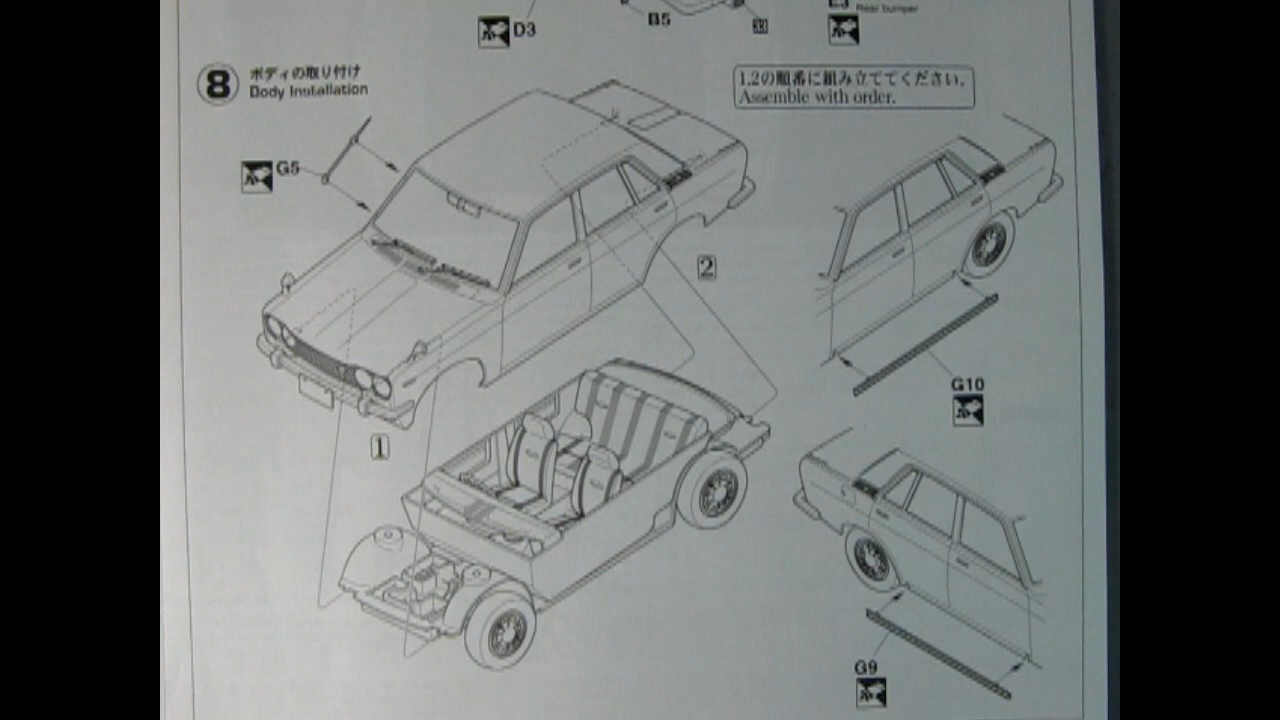 D3
B5
33
E3
Rear bumper
8
ボディの取り付け
Body Installation
1.2の順番に組み立ててください。
Assemble with order.
G5
2
1
G10
G9